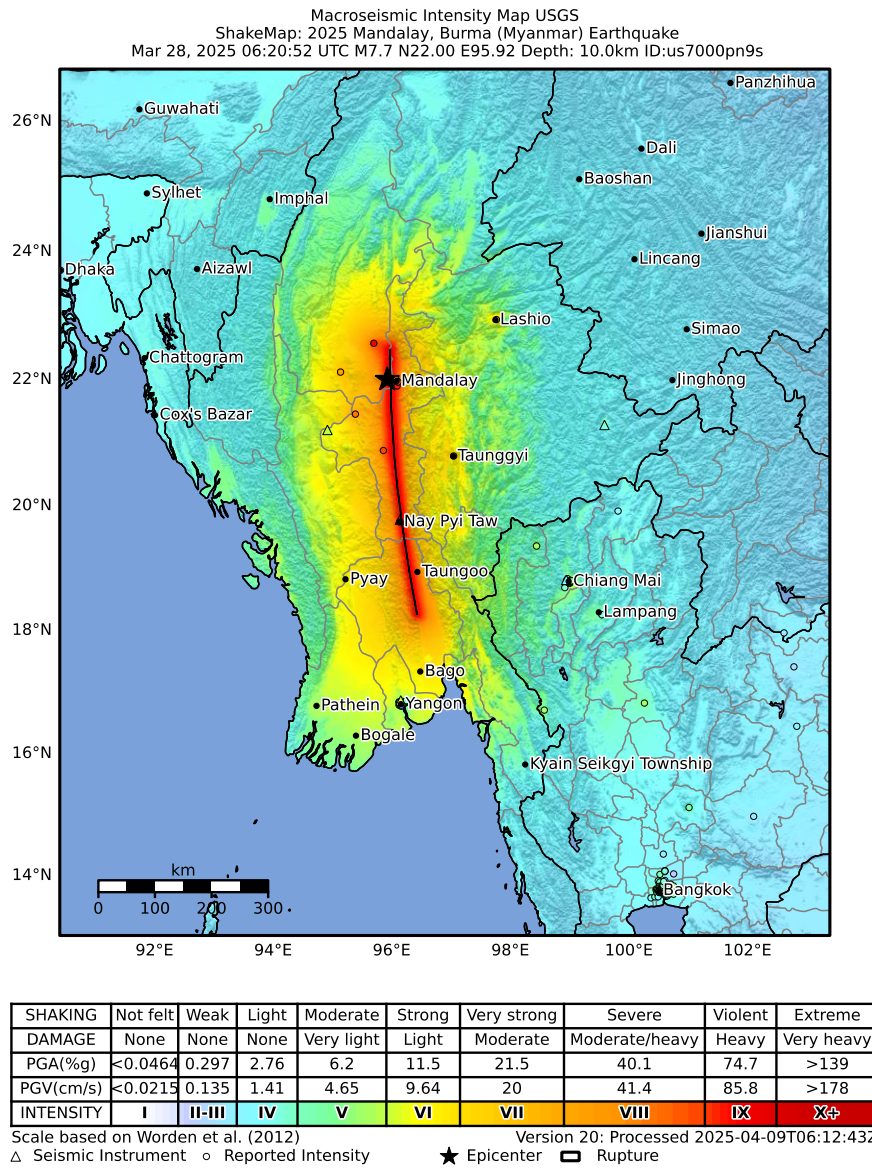 Macroseismic Intensity Map USGS
ShakeMap: 2025 Mandalay, Burma (Myanmar) Earthquake
Mar 28, 2025 06:20:52 UTC M7.7 N22.00 E95.92 Depth: 10.0km ID:us7000pn9s
Panzhihua
26°N
Guwahati
Dali
Baoshan
Sylhet
Imphal
Jianshui
24°N
Lincang
Dhaka
Aizawl
Lashio
Simao
Chattogram
22°N
Mandalay
Jinghong
Cox's Bazar
Taunggyi
20°N
Nay Pyi Taw
Taungoo
Pyay
Chiang Mai
Lampang
18°N
Bago
Pathein
Yangon
Bogale
16°N
Kyain Seikgyi Township
14°N
km
Bangkok
0 100 200 300
92°E 94°E 96°E 98°E 100°E 102°E
SHAKING Not felt Weak Light Moderate Strong Very strong Severe Violent Extreme
DAMAGE None None None Very light Light Moderate Moderate/heavy Heavy Very heavy
PGA(%g) <0.0464 0.297 2.76 6.2 11.5 21.5 40.1 74.7 >139
PGV(cm/s) <0.0215 0.135 1.41 4.65 9.64 20 41.4 85.8 >178
INTENSITY I II-III IV V VI VII VIII IX X+
Scale based on Worden et al. (2012) Version 20: Processed 2025-04-09T06:12:43Z
Seismic Instrument Reported Intensity Epicenter Rupture